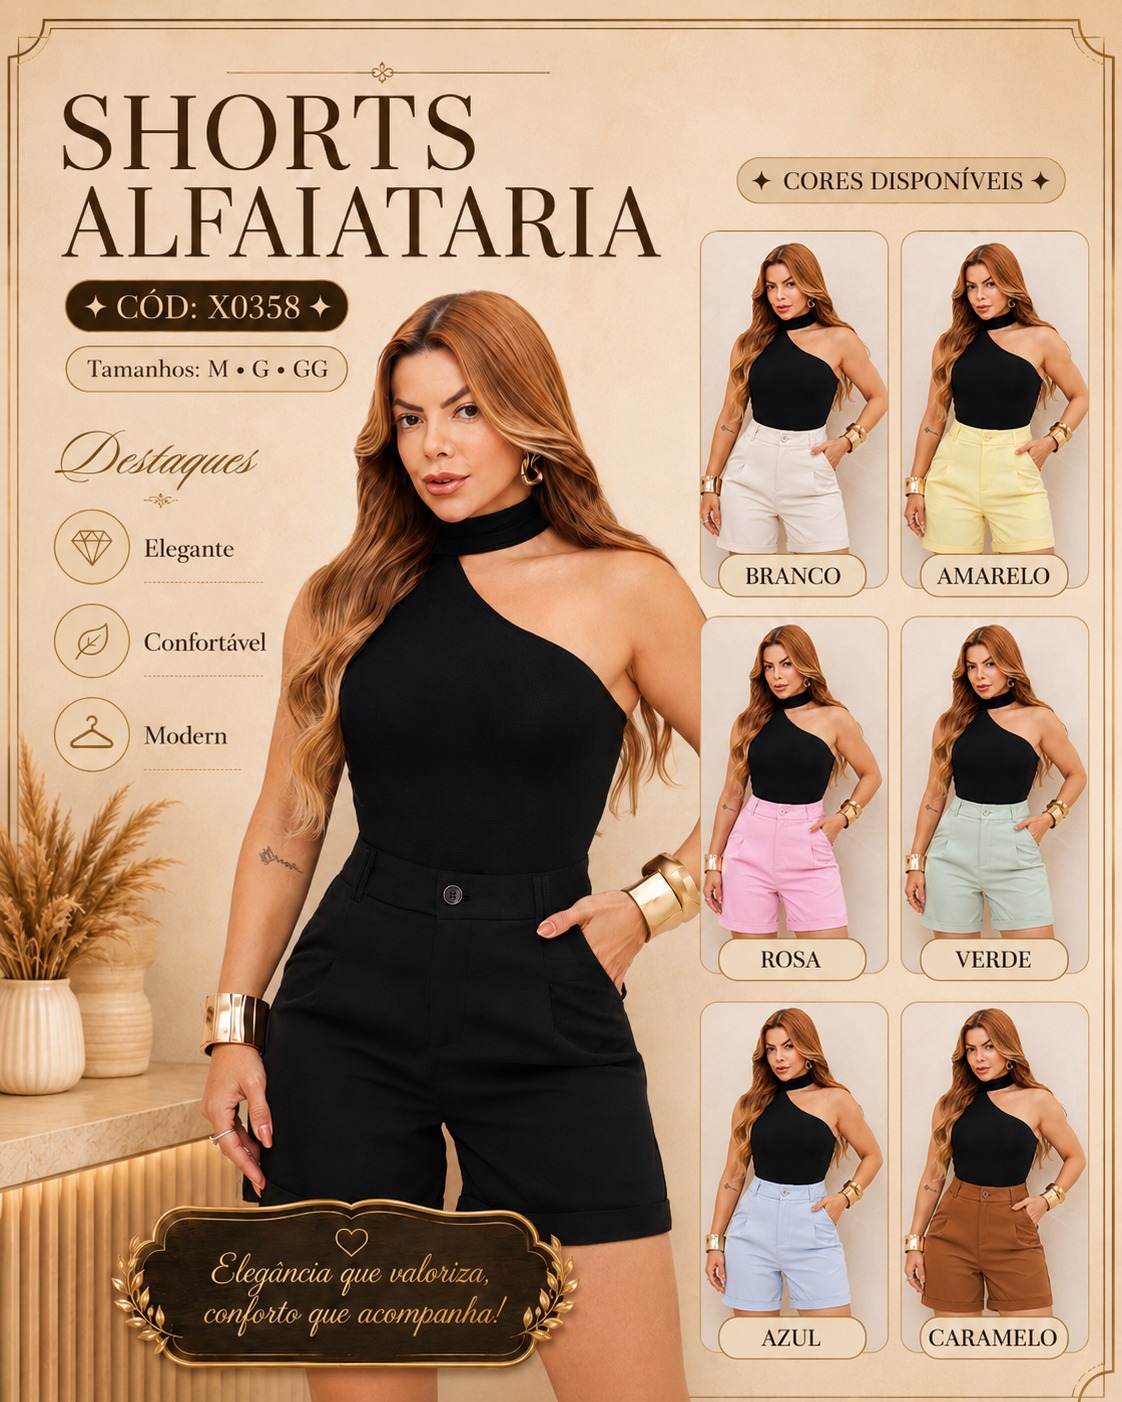 SHORTS
ALFAIATARIA
CÓD: X0358
Tamanhos: M • G • GG
Destaques
Elegante
Confortável
Modern
Elegância que valoriza,
conforto que acompanha!
CORES DISPONÍVEIS
BRANCO
AMARELO
ROSA
VERDE
AZUL
CARAMELO